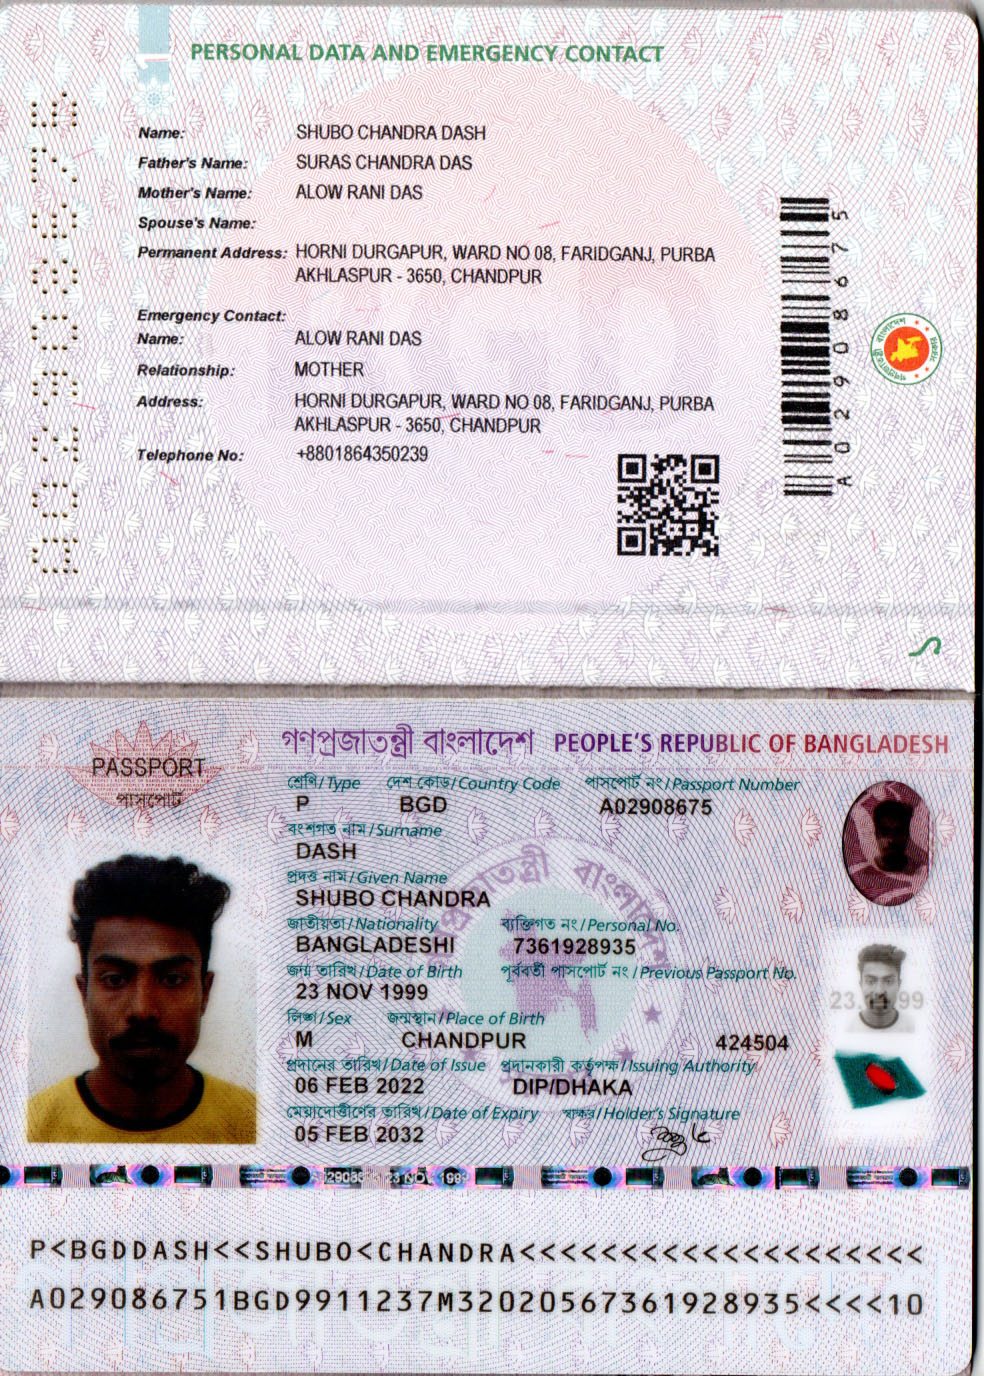 1
PERSONAL DATA AND EMERGENCY CONTACT
Name: SHUBO CHANDRA DASH
Father's Name: SURAS CHANDRA DAS
Mother's Name: ALOW RANI DAS
Spouse's Name:
Permanent Address: HORNI DURGAPUR, WARD NO 08, FARIDGANJ, PURBA
AKHLASPUR - 3650, CHANDPUR
Emergency Contact:
Name: ALOW RANI DAS
Relationship: MOTHER
Address: HORNI DURGAPUR, WARD NO 08, FARIDGANJ, PURBA
AKHLASPUR - 3650, CHANDPUR
Telephone No: +8801864350239
A02908675
A02908675
গণপ্রজাতন্ত্রী বাংলাদেশ PEOPLE'S REPUBLIC OF BANGLADESH
PASSPORT
পাসপোর্ট
শ্রেণি/Type দেশ কোড/Country Code পাসপোর্ট নং/Passport Number
P BGD A02908675
বংশগত নাম/Surname
DASH
প্রদত্ত নাম/Given Name
SHUBO CHANDRA
জাতীয়তা/Nationality ব্যক্তিগত নং/Personal No.
BANGLADESHI 7361928935
জন্ম তারিখ/Date of Birth পূর্ববর্তী পাসপোর্ট নং/Previous Passport No.
23 NOV 1999
লিঙ্গ/Sex জন্মস্থান/Place of Birth
M CHANDPUR 424504
প্রদানের তারিখ/Date of Issue প্রদানকারী কর্তৃপক্ষ/Issuing Authority
06 FEB 2022 DIP/DHAKA
মেয়াদোত্তীর্ণের তারিখ/Date of Expiry স্বাক্ষর/Holder's Signature
05 FEB 2032
P<BGDDASH<<SHUBO<CHANDRA<<<<<<<<<<<<<<<<<<<<
A029086751BGD9911237M32020567361928935<<<<10